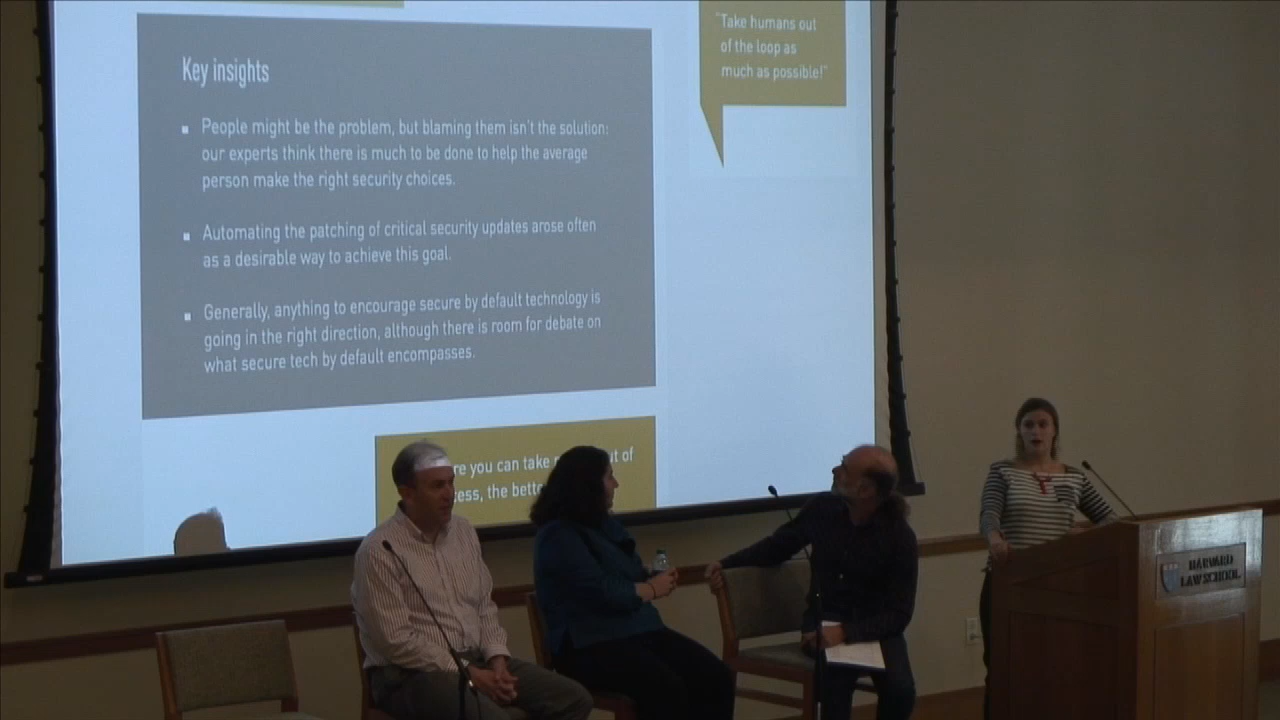 Key insights
People might be the problem, but blaming them isn't the solution:
our experts think there is much to be done to help the average
person make the right security choices.
Automating the patching of critical security updates arose often
as a desirable way to achieve this goal.
Generally, anything to encourage secure by default technology is
going in the right direction, although there is room for debate on
what secure tech by default encompasses.
"Take humans out
of the loop as
much as possible!"
you can take
of
the
HARVARD
LAW SCHOOL